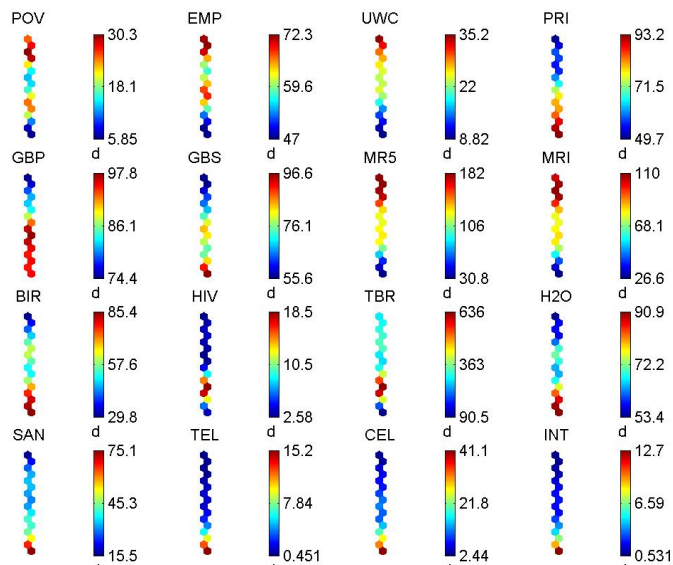 POV EMP UWC PRI
30.3 72.3 35.2 93.2
18.1 59.6 22 71.5
5.85 47 8.82 49.7
d d d d
GBP GBS MR5 MRI
97.8 96.6 182 110
86.1 76.1 106 68.1
74.4 55.6 30.8 26.6
d d d d
BIR HIV TBR H2O
85.4 18.5 636 90.9
57.6 10.5 363 72.2
29.8 2.58 90.5 53.4
d d d d
SAN TEL CEL INT
75.1 15.2 41.1 12.7
45.3 7.84 21.8 6.59
15.5 0.451 2.44 0.531